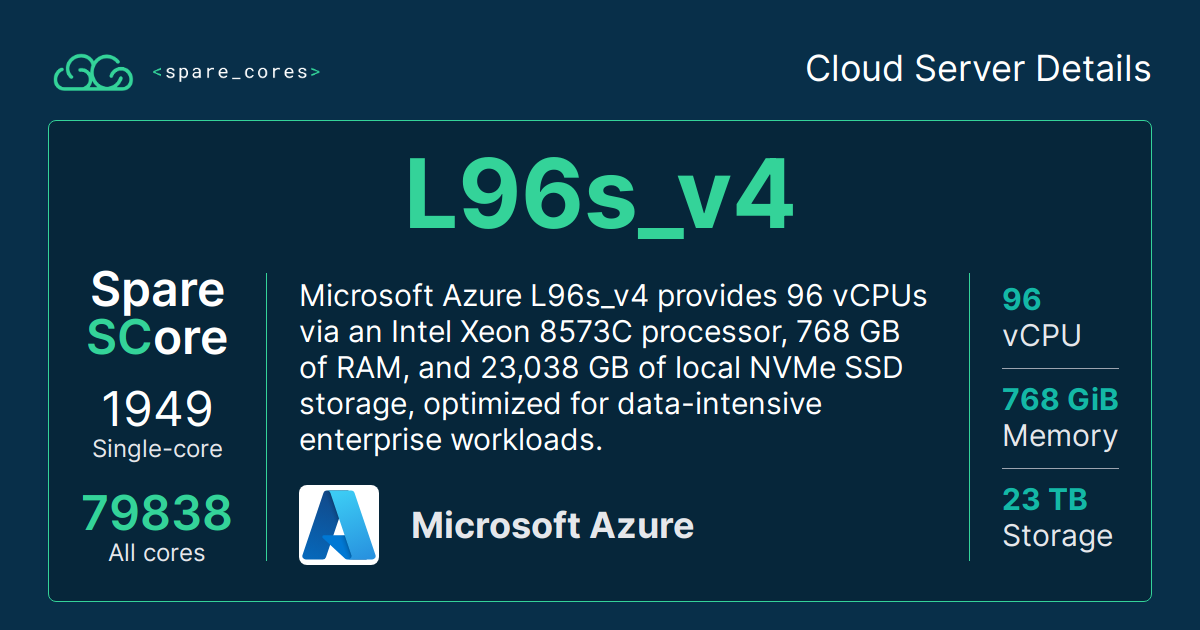 <spare_cores>
Cloud Server Details
L96s_v4
Spare
SCore
1949
Single-core
79838
All cores
Microsoft Azure L96s_v4 provides 96 vCPUs
via an Intel Xeon 8573C processor, 768 GB
of RAM, and 23,038 GB of local NVMe SSD
storage, optimized for data-intensive
enterprise workloads.
Microsoft Azure
96
vCPU
768 GiB
Memory
23 TB
Storage